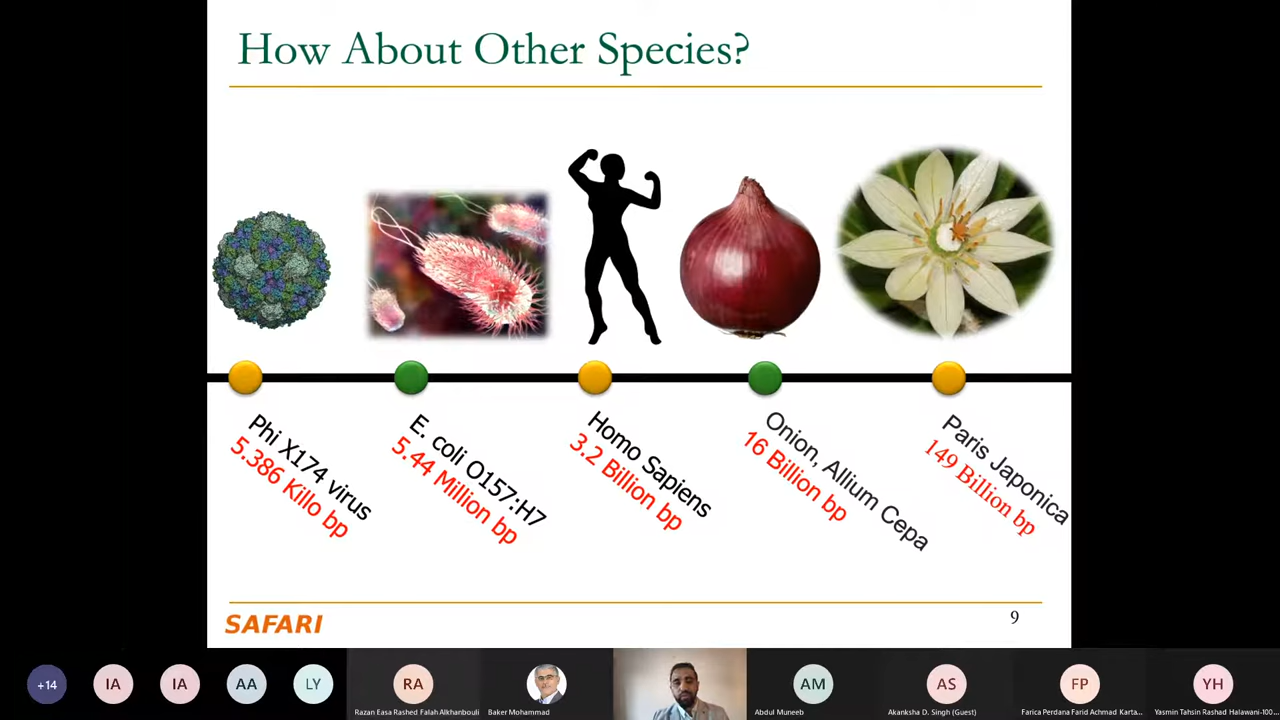 How About Other Species?
Phi X174 virus
5.386 Killo bp
E. coli O157:H7
5.44 Million bp
Homo Sapiens
3.2 Billion bp
Onion, Allium Cepa
16 Billion bp
Paris Japonica
149 Billion bp
SAFARI
9
+14
IA
IA
AA
LY
RA
Razan Easa Rashed Falah Alkhanbouli
Baker Mohammad
AM
Abdul Muneeb
AS
Akanksha D. Singh (Guest)
FP
Farica Perdana Farid Achmad Karta...
YH
Yasmin Tahsin Rashad Halawani-100...